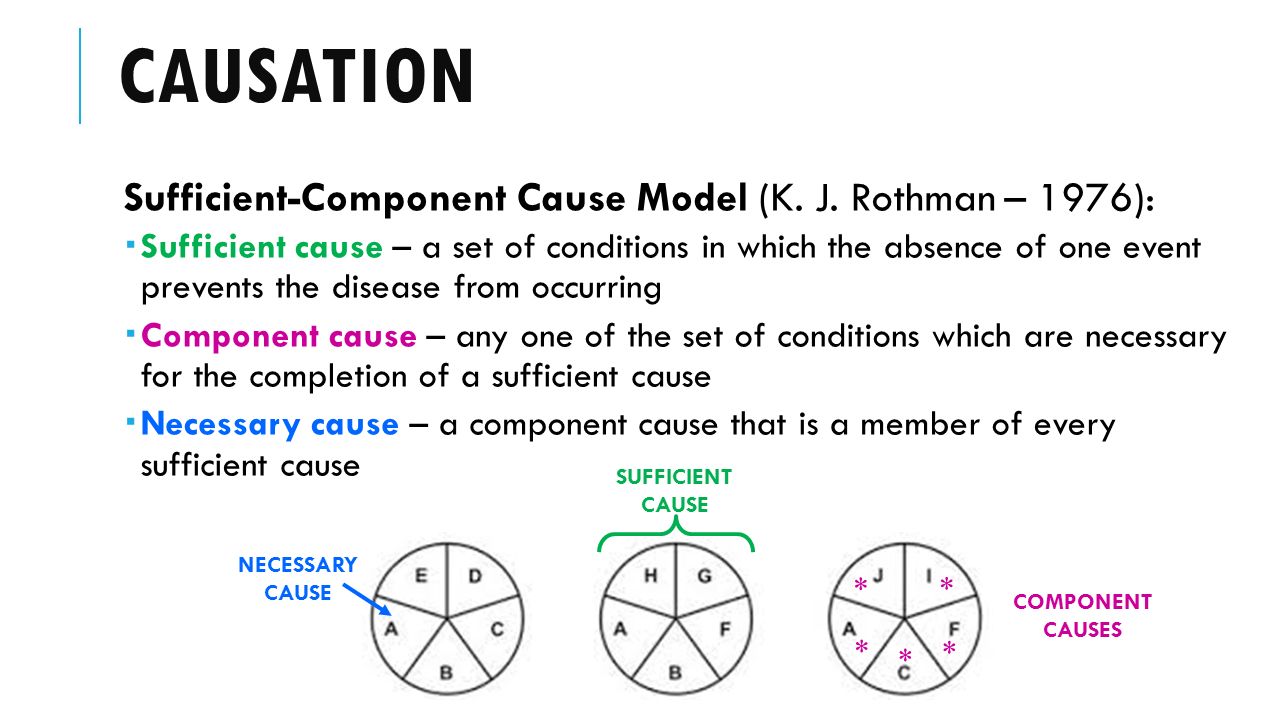 CAUSATION
Sufficient-Component Cause Model (K. J. Rothman – 1976):
▪ Sufficient cause – a set of conditions in which the absence of one event
prevents the disease from occurring
▪ Component cause – any one of the set of conditions which are necessary
for the completion of a sufficient cause
▪ Necessary cause – a component cause that is a member of every
sufficient cause
SUFFICIENT
CAUSE
NECESSARY
CAUSE
E D
A C
B
H G
A F
B
* J I *
A F
* * *
C
COMPONENT
CAUSES